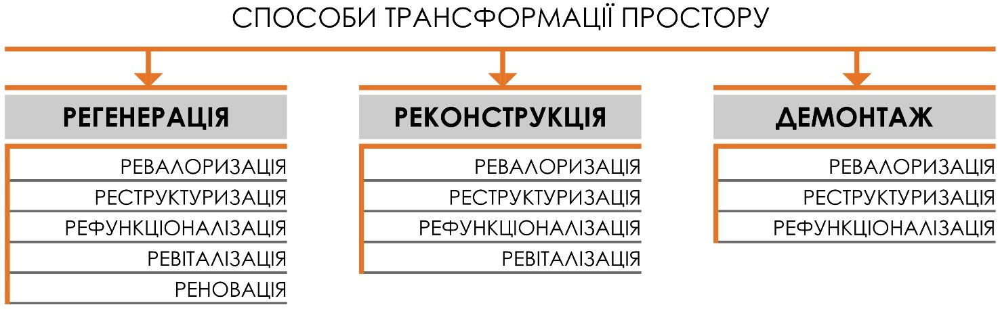 СПОСОБИ ТРАНСФОРМАЦІЇ ПРОСТОРУ
РЕГЕНЕРАЦІЯ
РЕВАЛОРИЗАЦІЯ
РЕСТРУКТУРИЗАЦІЯ
РЕФУНКЦІОНАЛІЗАЦІЯ
РЕВІТАЛІЗАЦІЯ
РЕНОВАЦІЯ
РЕКОНСТРУКЦІЯ
РЕВАЛОРИЗАЦІЯ
РЕСТРУКТУРИЗАЦІЯ
РЕФУНКЦІОНАЛІЗАЦІЯ
РЕВІТАЛІЗАЦІЯ
ДЕМОНТАЖ
РЕВАЛОРИЗАЦІЯ
РЕСТРУКТУРИЗАЦІЯ
РЕФУНКЦІОНАЛІЗАЦІЯ